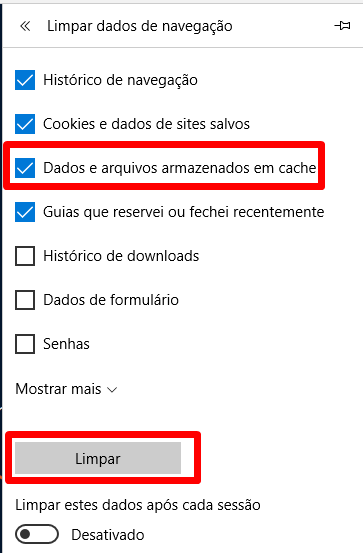 Limpar dados de navegação
Histórico de navegação
Cookies e dados de sites salvos
Dados e arquivos armazenados em cache
Guias que reservei ou fechei recentemente
Histórico de downloads
Dados de formulário
Senhas
Mostrar mais
Limpar
Limpar estes dados após cada sessão
Desativado